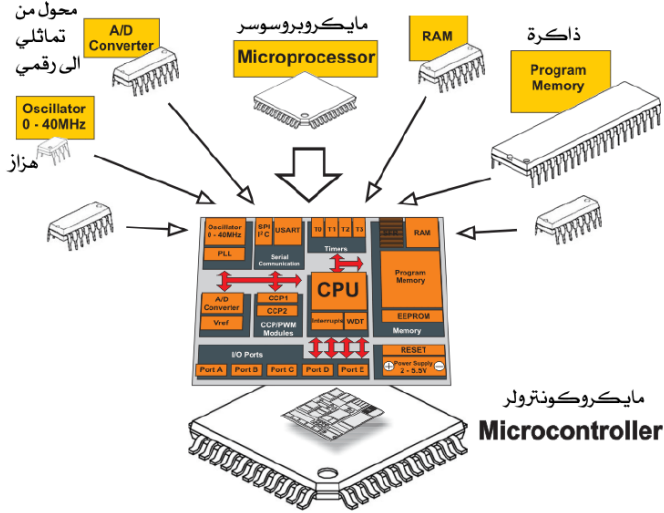 محول من
تماثلي
الى رقمي
A/D
Converter
مايكروبروسوسر
Microprocessor
RAM
ذاكرة
Program
Memory
Oscillator
0 - 40MHz
هزاز
Oscillator
0 - 40MHz
PLL
SPI
I²C
USART
Serial
Communication
T0 T1 T2 T3
Timers
RAM
Program
Memory
EEPROM
Memory
A/D
Converter
Vref
CCP1
CCP2
CCP/PWM
Modules
CPU
Interrupts WDT
I/O Ports
Port A Port B Port C Port D Port E
RESET
Power Supply
2 - 5.5V
مايكروكونترولر
Microcontroller